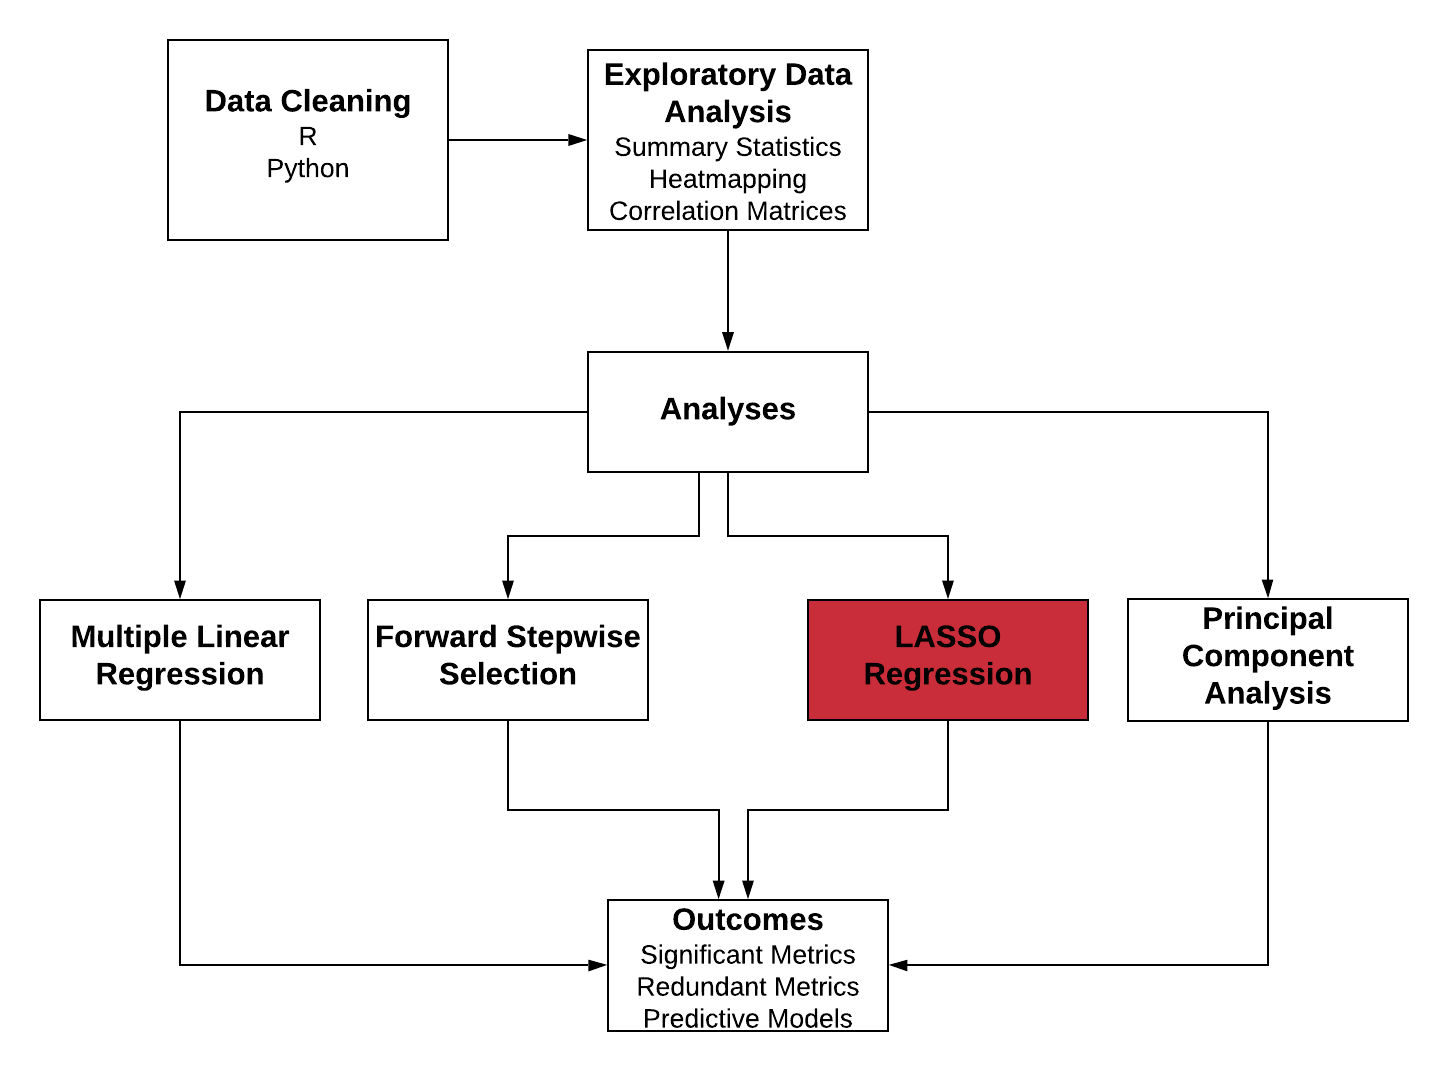 Data Cleaning
R
Python
Exploratory Data
Analysis
Summary Statistics
Heatmapping
Correlation Matrices
Analyses
Multiple Linear
Regression
Forward Stepwise
Selection
LASSO
Regression
Principal
Component
Analysis
Outcomes
Significant Metrics
Redundant Metrics
Predictive Models